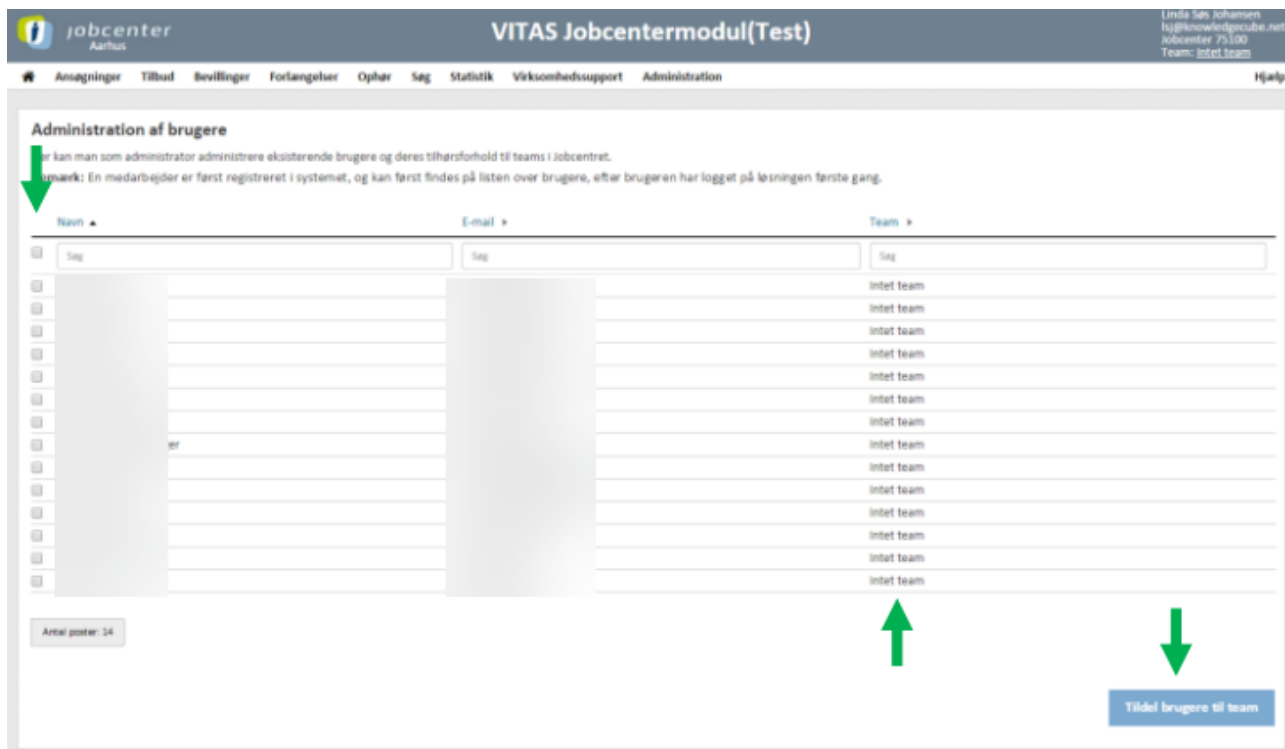 jobcenter
Aarhus
VITAS Jobcentermodul(Test)
Linda Søs Johansen
lsj@knowledgecube.net
Jobcenter 75100
Team: Intet team
Ansøgninger Tilbud Bevillinger Forlængelser Ophør Søg Statistik Virksomhedssupport Administration Hjælp
Administration af brugere
er kan man som administrator administrere eksisterende brugere og deres tilhørsforhold til teams i Jobcentret.
emærk: En medarbejder er først registreret i systemet, og kan først findes på listen over brugere, efter brugeren har logget på løsningen første gang.
Navn E-mail Team
Søg Søg Søg
Intet team
Intet team
Intet team
Intet team
Intet team
Intet team
Intet team
er Intet team
Intet team
Intet team
Intet team
Intet team
Intet team
Intet team
Antal poster: 14
Tildel brugere til team